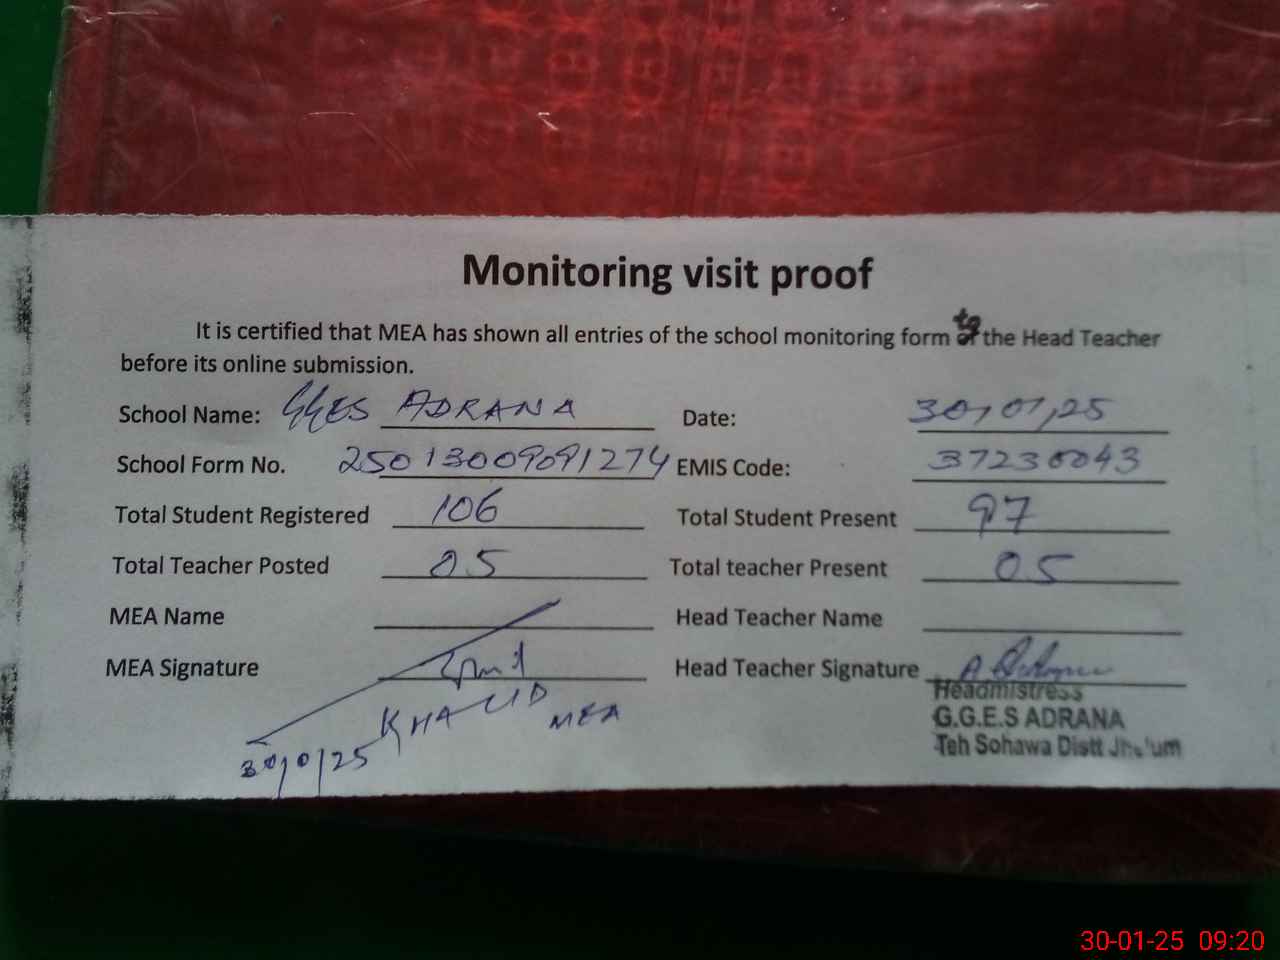 Monitoring visit proof
It is certified that MEA has shown all entries of the school monitoring form to the Head Teacher
before its online submission.
School Name: GGES ADRANA Date: 30/01/25
School Form No. 25013009091274 EMIS Code: 37230043
Total Student Registered 106 Total Student Present 97
Total Teacher Posted 05 Total teacher Present 05
MEA Name Head Teacher Name
MEA Signature Head Teacher Signature
KHALID MEA
Headmistress
G.G.E.S ADRANA
Teh Sohawa Distt Jhelum
30-01-25 09:20